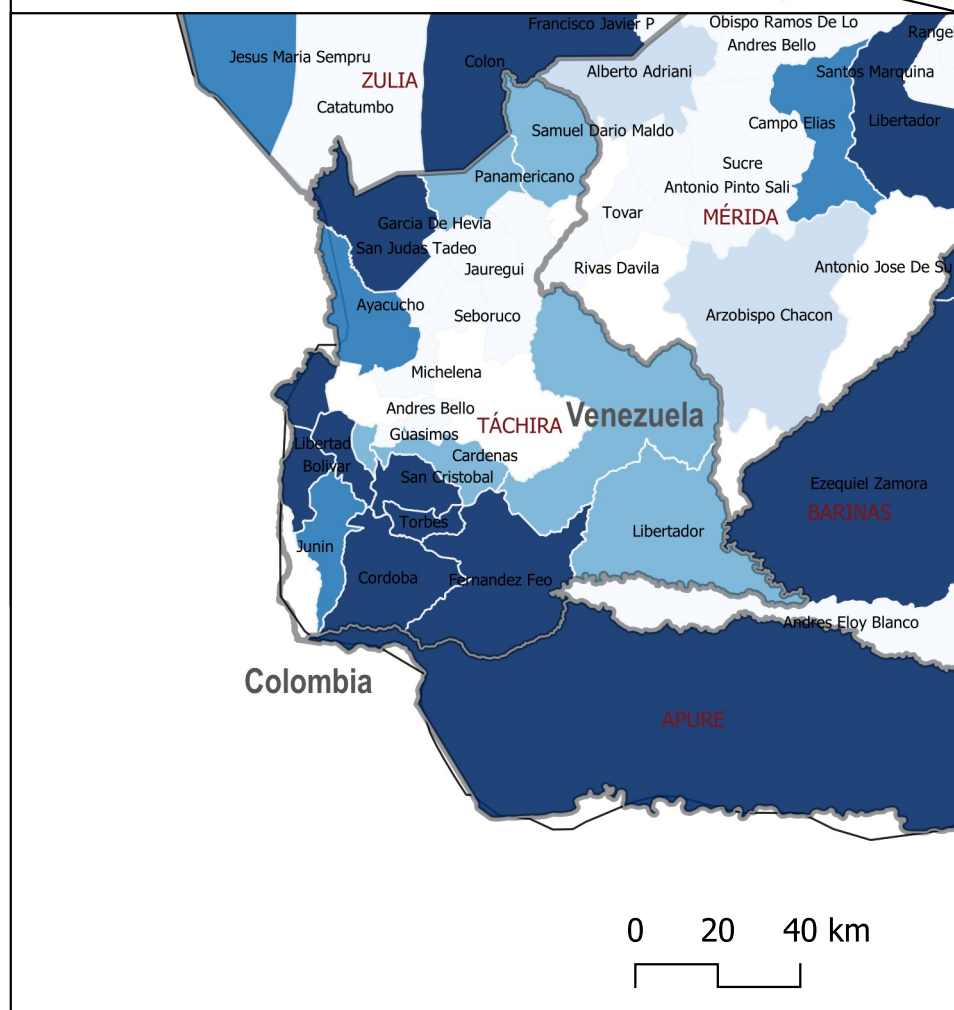 Francisco Javier P
Obispo Ramos De Lo
Range
Andres Bello
Jesus Maria Sempru
Colon
Alberto Adriani
Santos Marquina
ZULIA
Catatumbo
Samuel Dario Maldo
Campo Elias
Libertador
Sucre
Panamericano
Antonio Pinto Sali
Tovar
MÉRIDA
Garcia De Hevia
San Judas Tadeo
Jauregui
Rivas Davila
Antonio Jose De Su
Ayacucho
Seboruco
Arzobispo Chacon
Michelena
Andres Bello
Venezuela
TÁCHIRA
Guasimos
Libertad
Cardenas
Bolivar
San Cristobal
Ezequiel Zamora
BARINAS
Torbes
Libertador
Junin
Cordoba
Fernandez Feo
Andres Eloy Blanco
Colombia
APURE
0 20 40 km